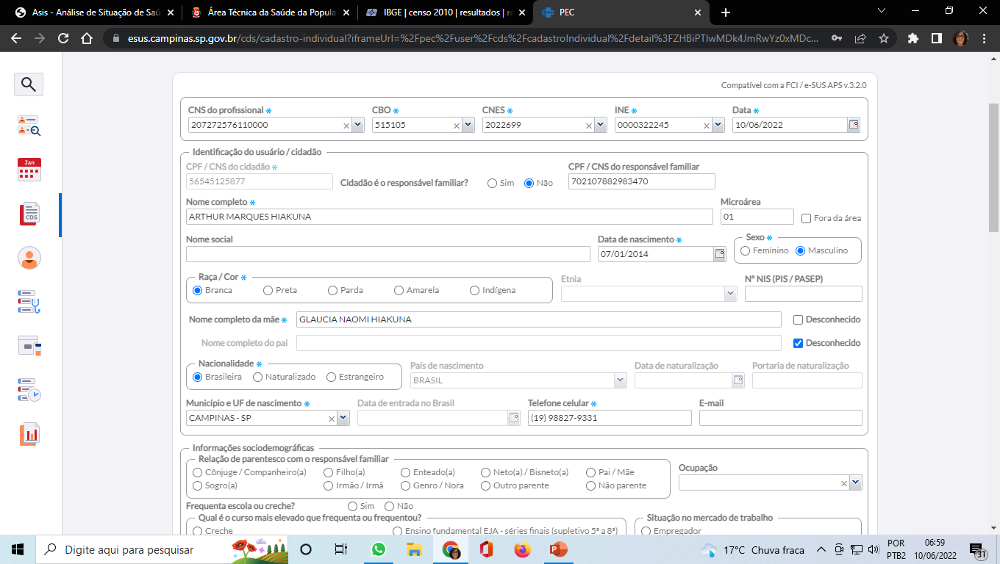 Asis - Análise de Situação de Saú
Área Técnica da Saúde da Popula
IBGE | censo 2010 | resultados | re
PEC
esus.campinas.sp.gov.br/cds/cadastro-individual?iframeUrl=%2Fpec%2Fuser%2Fcds%2FcadastroIndividual%2Fdetail%3FZHBiPTIwMDk4JmRwYz0xMDc...
Compatível com a FCI / e-SUS APS v.3.2.0
CNS do profissional * CBO * CNES * INE * Data *
207272576110000 515105 2022699 0000322245 10/06/2022
Identificação do usuário / cidadão
CPF / CNS do cidadão * CPF / CNS do responsável familiar
56545125877 Cidadão é o responsável familiar? Sim Não 702107882983470
Nome completo * Microárea
ARTHUR MARQUES HIAKUNA 01 Fora da área
Nome social Data de nascimento * Sexo *
07/01/2014 Feminino Masculino
Raça / Cor * Etnia Nº NIS (PIS / PASEP)
Branca Preta Parda Amarela Indígena
Nome completo da mãe * GLAUCIA NAOMI HIAKUNA Desconhecido
Nome completo do pai Desconhecido
Nacionalidade * País de nascimento Data de naturalização Portaria de naturalização
Brasileira Naturalizado Estrangeiro BRASIL
Município e UF de nascimento * Data de entrada no Brasil Telefone celular * E-mail
CAMPINAS - SP (19) 98827-9331
Informações sociodemográficas
Relação de parentesco com o responsável familiar Ocupação
Cônjuge / Companheiro(a) Filho(a) Enteado(a) Neto(a) / Bisneto(a) Pai / Mãe
Sogro(a) Irmão / Irmã Genro / Nora Outro parente Não parente
Frequenta escola ou creche? Sim Não
Qual é o curso mais elevado que frequenta ou frequentou? Situação no mercado de trabalho
Creche Ensino fundamental EJA - séries finais (supletivo 5ª a 8ª) Empregador
Jan
CDS
Digite aqui para pesquisar
17°C Chuva fraca
POR
PTB2
06:59
10/06/2022
31